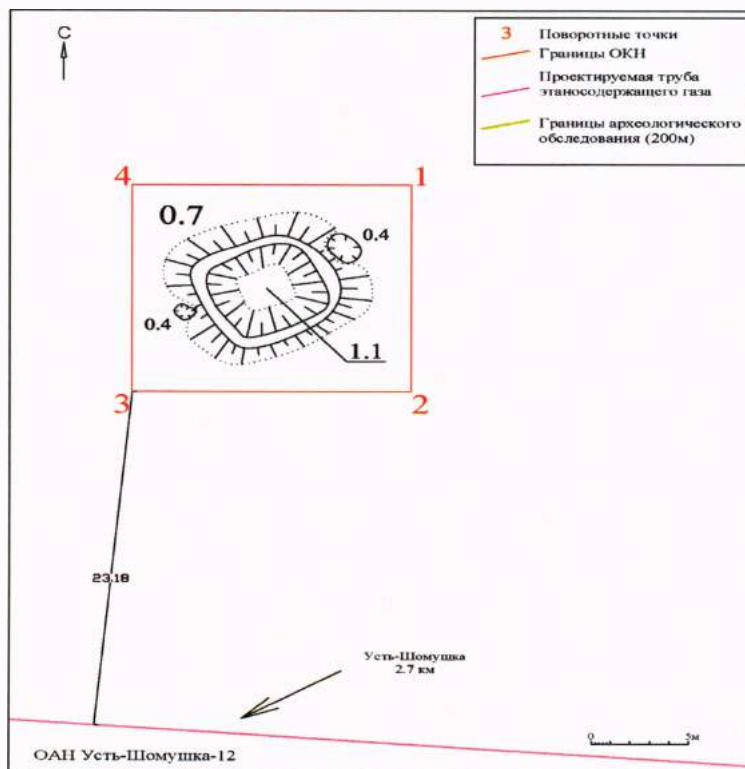 С
3 Поворотные точки
Границы ОКН
Проектируемая труба
этаносодержащего газа
Границы археологического
обследования (200м)
4
1
0.7
0.4
0.4
1.1
3
2
23.18
Усть-Шомушка
2.7 км
0
5м
ОАН Усть-Шомушка-12